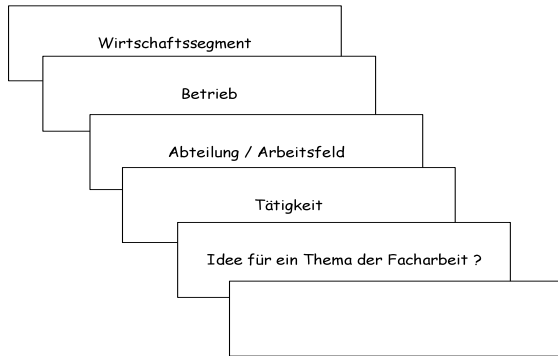 Wirtschaftssegment
Betrieb
Abteilung / Arbeitsfeld
Tätigkeit
Idee für ein Thema der Facharbeit ?